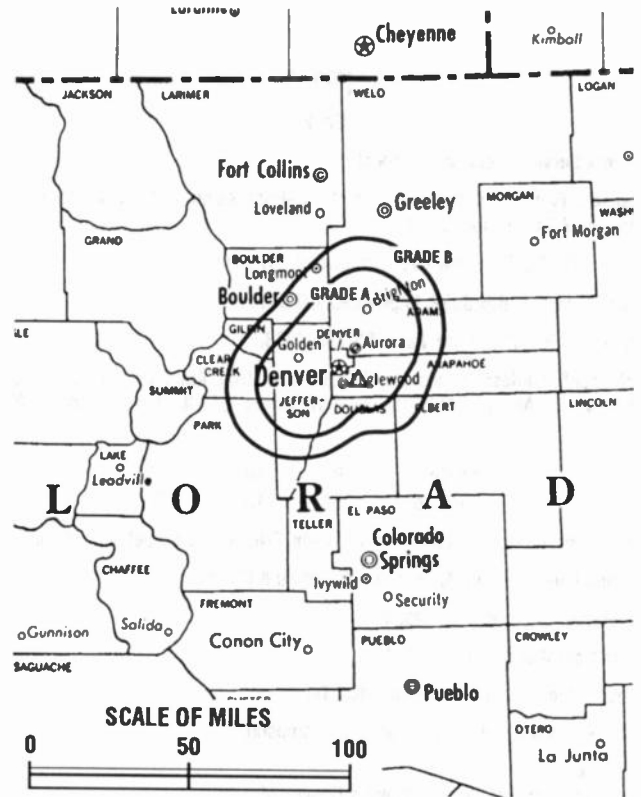 Cheyenne
Kimball
JACKSON
LARIMER
WELD
LOGAN
Fort Collins
Loveland
Greeley
MORGAN
Fort Morgan
GRAND
BOULDER
Longmont
GRADE B
Boulder
GRADE A
Brighton
ADAMS
GILPIN
DENVER
Golden
Aurora
CLEAR
CREEK
ARAPAHOE
Denver
Englewood
SUMMIT
JEFFER-
SON
DOUGLAS
ELBERT
LINCOLN
PARK
LAKE
Leadville
L O R A D
TELLER
EL PASO
Colorado
Springs
CHAFFEE
Ivywild
Security
FREMONT
Gunnison
Salida
Conon City
PUEBLO
CROWLEY
SAGUACHE
Pueblo
SCALE OF MILES
0 50 100
OTERO
La Junta